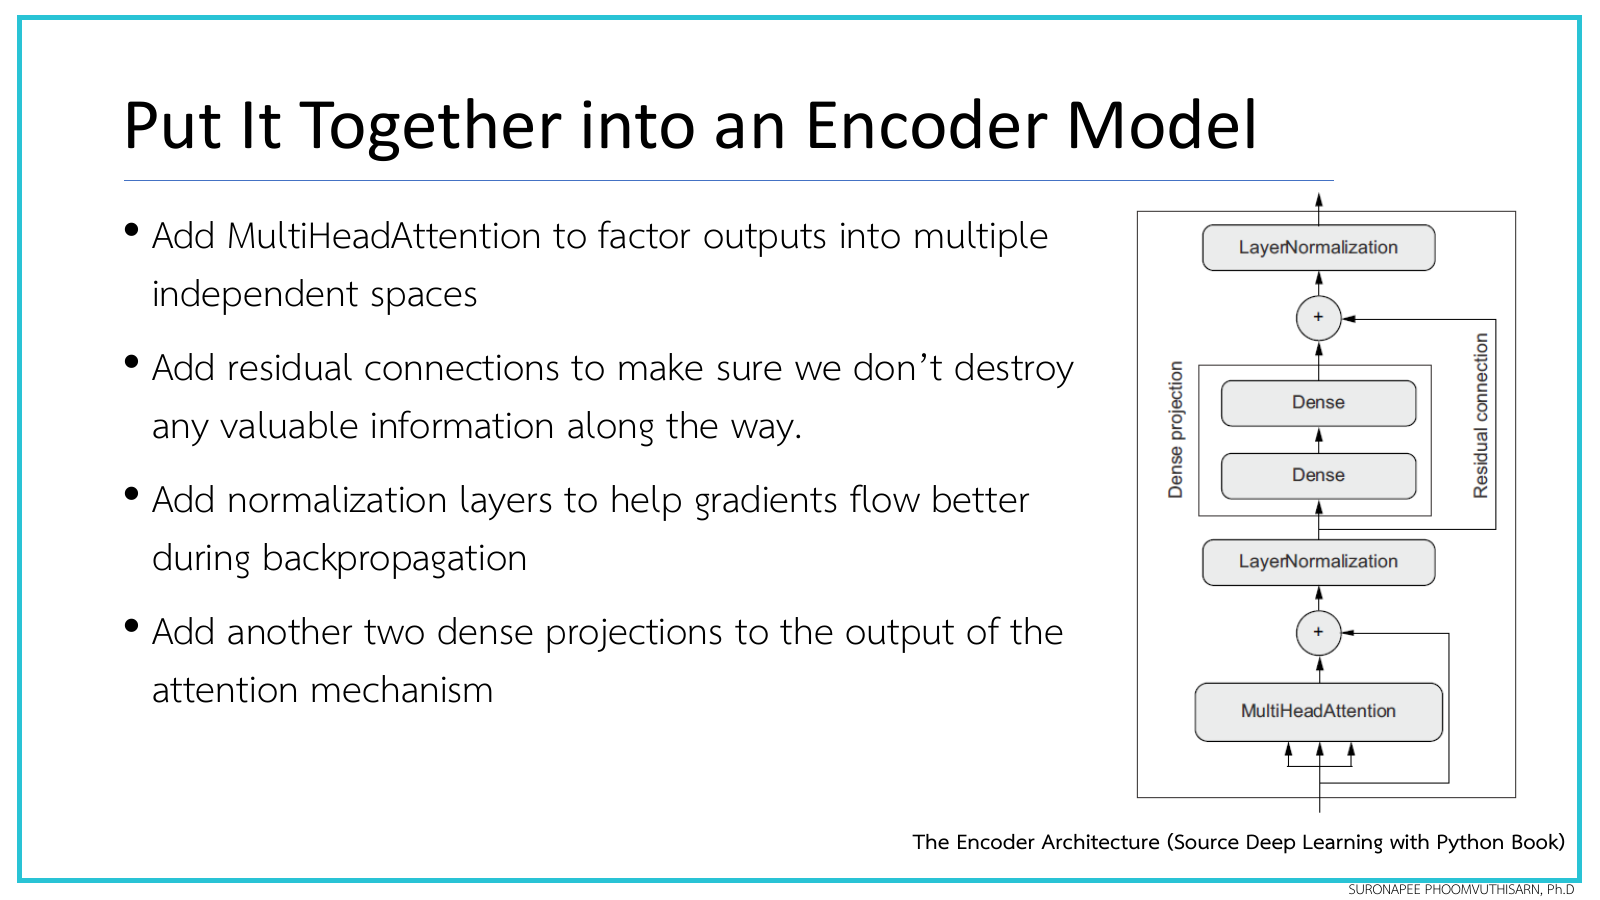 Put It Together into an Encoder Model
• Add MultiHeadAttention to factor outputs into multiple
independent spaces
• Add residual connections to make sure we don’t destroy
any valuable information along the way.
• Add normalization layers to help gradients flow better
during backpropagation
• Add another two dense projections to the output of the
attention mechanism
LayerNormalization
+
Dense projection
Dense
Dense
Residual connection
LayerNormalization
+
MultiHeadAttention
The Encoder Architecture (Source Deep Learning with Python Book)
SURONAPEE PHOOMVUTHISARN, Ph.D